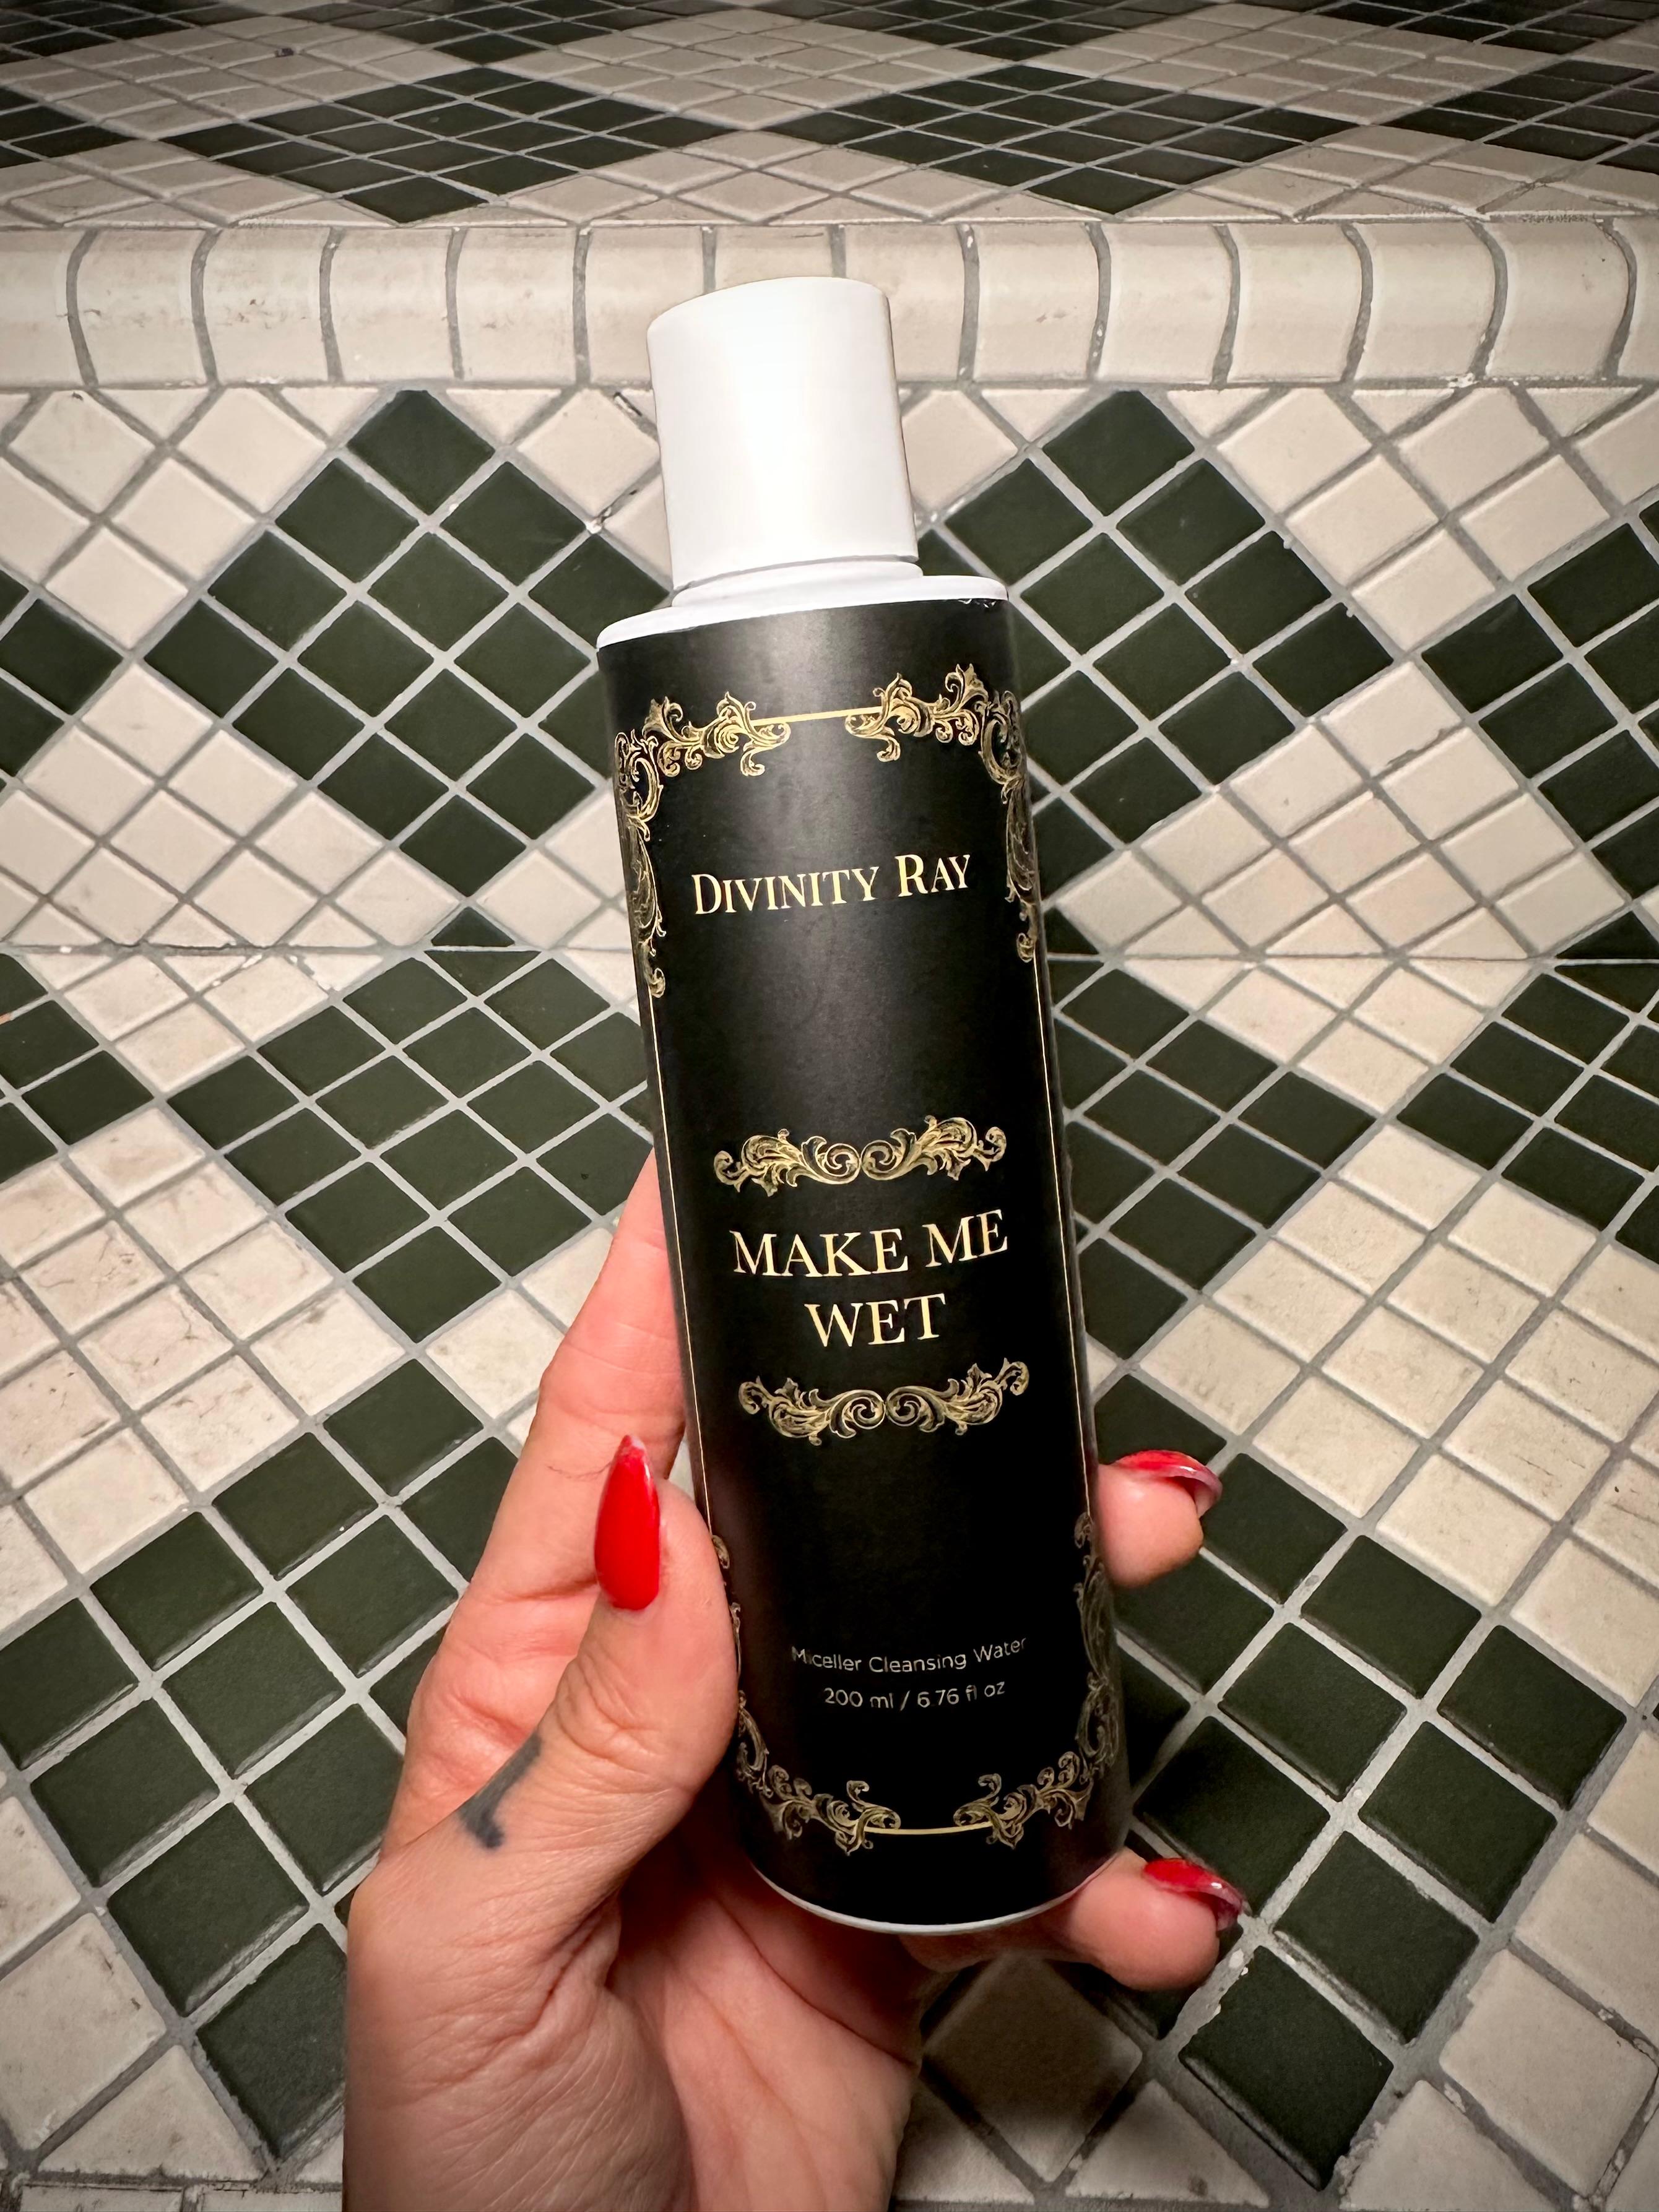 DIVINITY RAY
MAKE ME
WET
Miceller Cleansing Water
200 ml / 6.76 fl oz